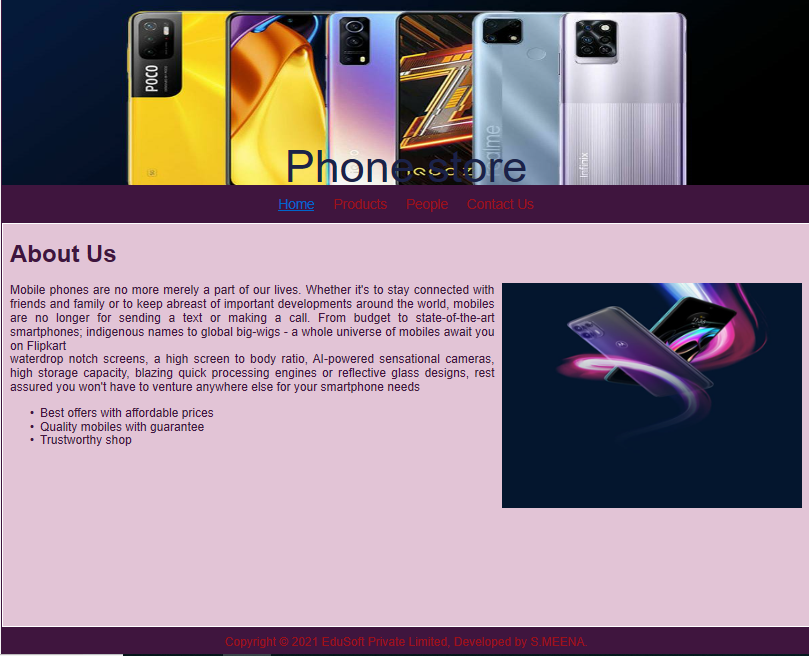 POCO
realme
Infinix
Phone store
Home Products People Contact Us
About Us
Mobile phones are no more merely a part of our lives. Whether it's to stay connected with
friends and family or to keep abreast of important developments around the world, mobiles
are no longer for sending a text or making a call. From budget to state-of-the-art
smartphones; indigenous names to global big-wigs - a whole universe of mobiles await you
on Flipkart
waterdrop notch screens, a high screen to body ratio, AI-powered sensational cameras,
high storage capacity, blazing quick processing engines or reflective glass designs, rest
assured you won't have to venture anywhere else for your smartphone needs
• Best offers with affordable prices
• Quality mobiles with guarantee
• Trustworthy shop
Copyright © 2021 EduSoft Private Limited, Developed by S.MEENA.